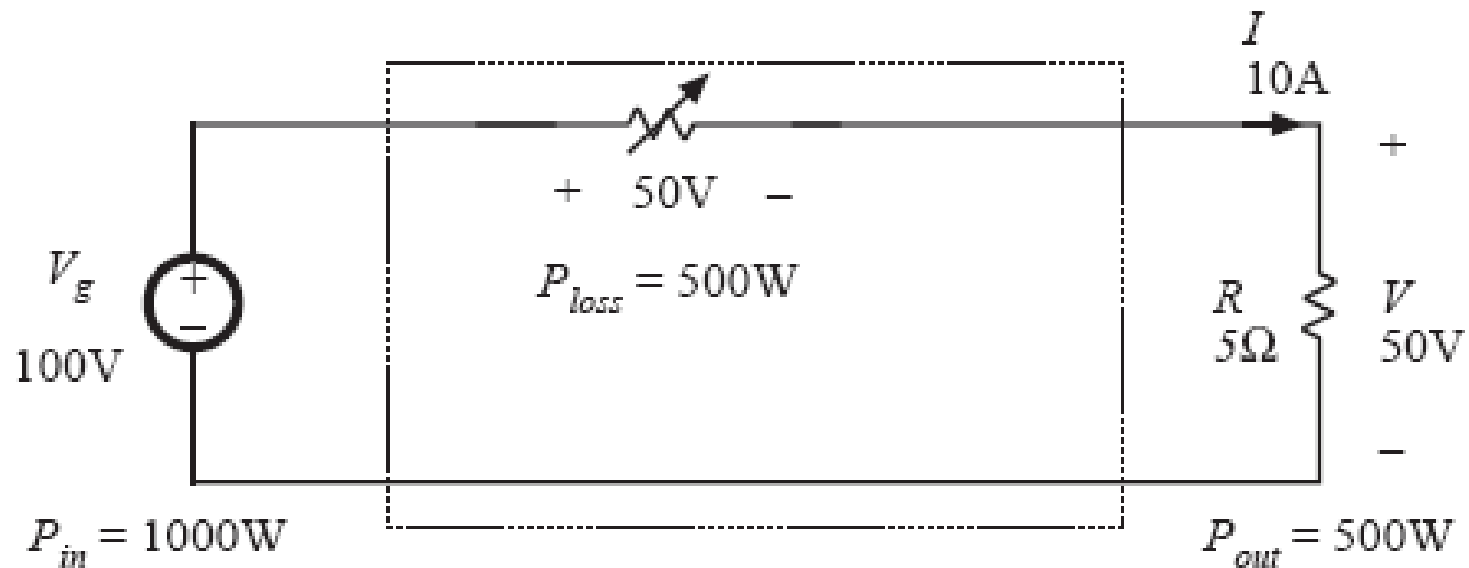 I
10A
+ 50V –
P_loss = 500W
V_g
+
–
100V
R
5Ω
+
V
50V
–
P_in = 1000W
P_out = 500W